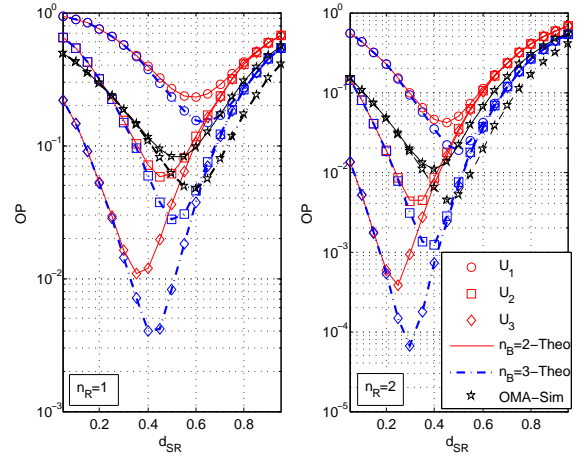 10^0
10^-1
10^-2
10^-3
OP
0.2 0.4 0.6 0.8
d_SR
n_R=1
10^0
10^-1
10^-2
10^-3
10^-4
10^-5
OP
0.2 0.4 0.6 0.8
d_SR
n_R=2
U_1
U_2
U_3
n_B=2-Theo
n_B=3-Theo
OMA-Sim